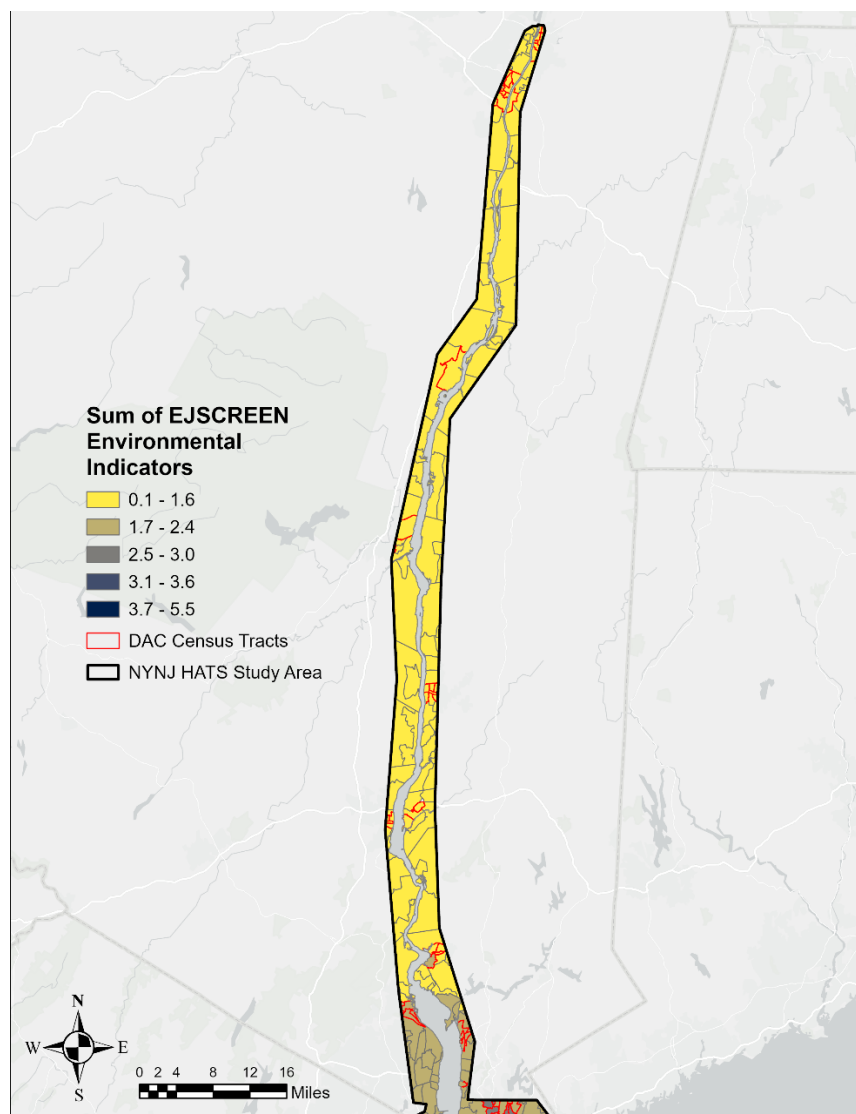 Sum of EJSCREEN
Environmental
Indicators
0.1 - 1.6
1.7 - 2.4
2.5 - 3.0
3.1 - 3.6
3.7 - 5.5
DAC Census Tracts
NYNJ HATS Study Area
N
W E
S
0 2 4 8 12 16
Miles